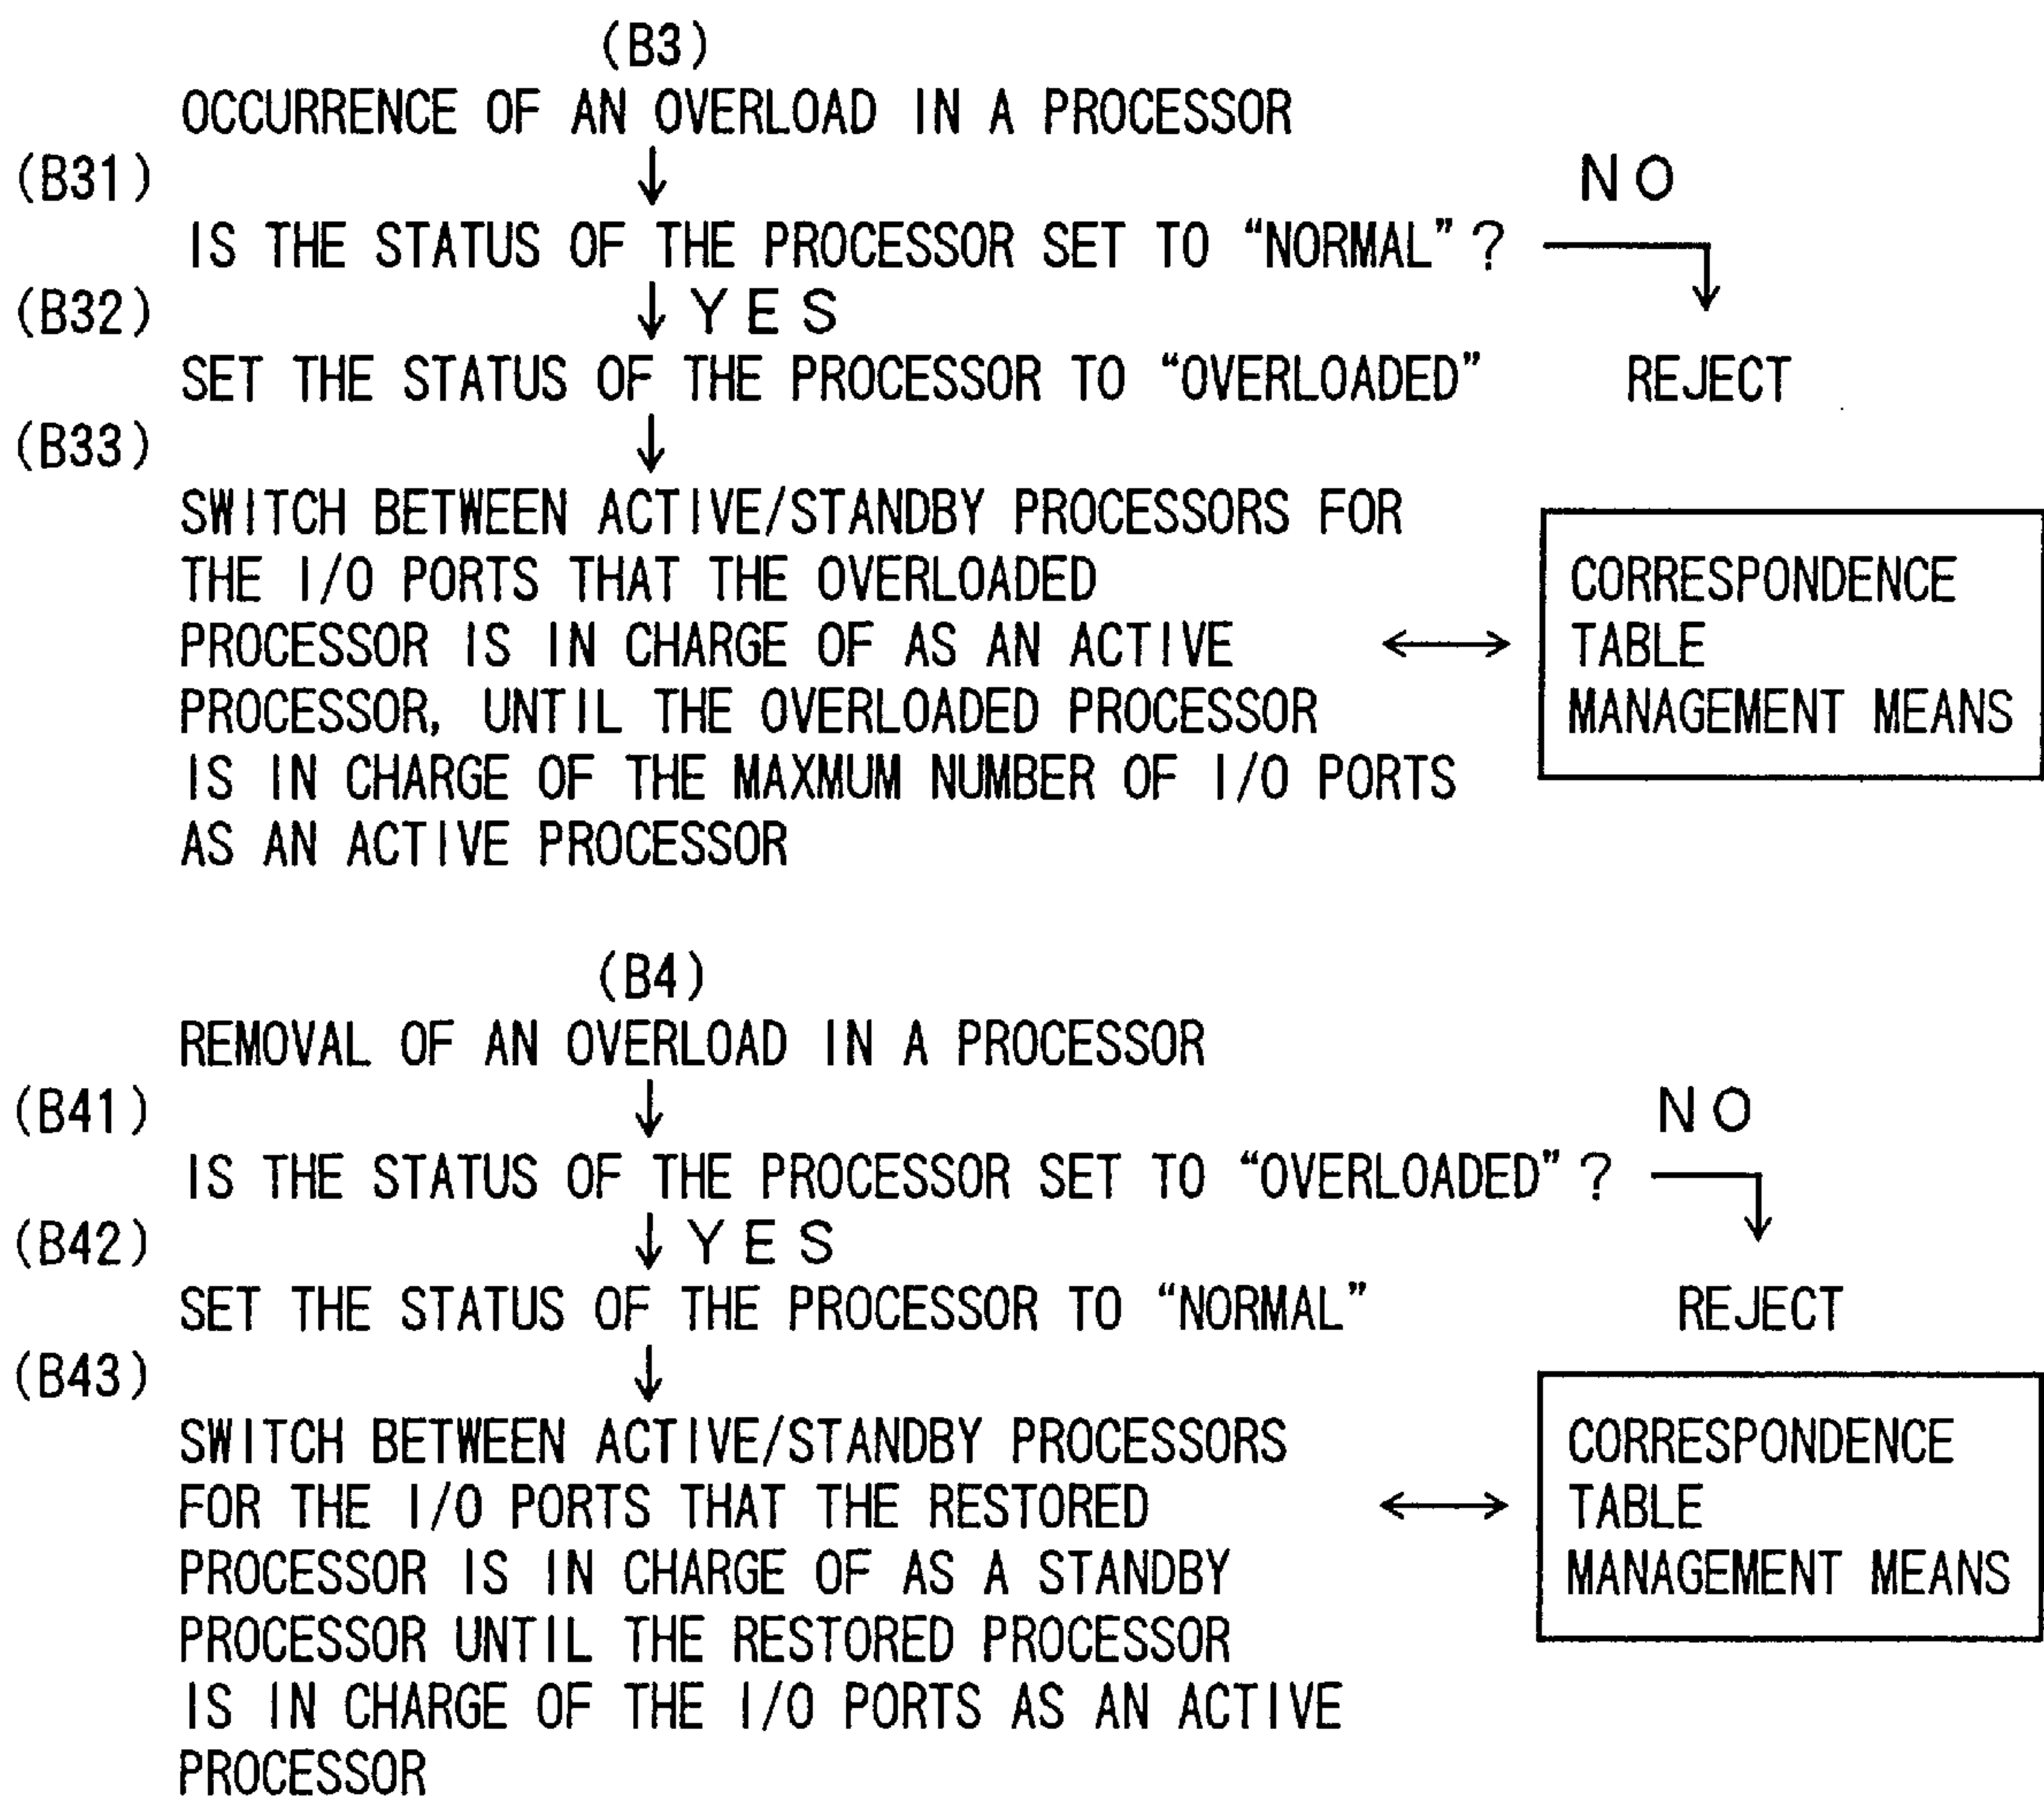 (B3)
OCCURRENCE OF AN OVERLOAD IN A PROCESSOR
(B31)
NO
IS THE STATUS OF THE PROCESSOR SET TO “NORMAL”?
(B32)
YES
SET THE STATUS OF THE PROCESSOR TO “OVERLOADED”
REJECT
(B33)
SWITCH BETWEEN ACTIVE/STANDBY PROCESSORS FOR
THE I/O PORTS THAT THE OVERLOADED
PROCESSOR IS IN CHARGE OF AS AN ACTIVE
PROCESSOR, UNTIL THE OVERLOADED PROCESSOR
IS IN CHARGE OF THE MAXMUM NUMBER OF I/O PORTS
AS AN ACTIVE PROCESSOR
CORRESPONDENCE
TABLE
MANAGEMENT MEANS
(B4)
REMOVAL OF AN OVERLOAD IN A PROCESSOR
(B41)
NO
IS THE STATUS OF THE PROCESSOR SET TO “OVERLOADED”?
(B42)
YES
SET THE STATUS OF THE PROCESSOR TO “NORMAL”
REJECT
(B43)
SWITCH BETWEEN ACTIVE/STANDBY PROCESSORS
FOR THE I/O PORTS THAT THE RESTORED
PROCESSOR IS IN CHARGE OF AS A STANDBY
PROCESSOR UNTIL THE RESTORED PROCESSOR
IS IN CHARGE OF THE I/O PORTS AS AN ACTIVE
PROCESSOR
CORRESPONDENCE
TABLE
MANAGEMENT MEANS